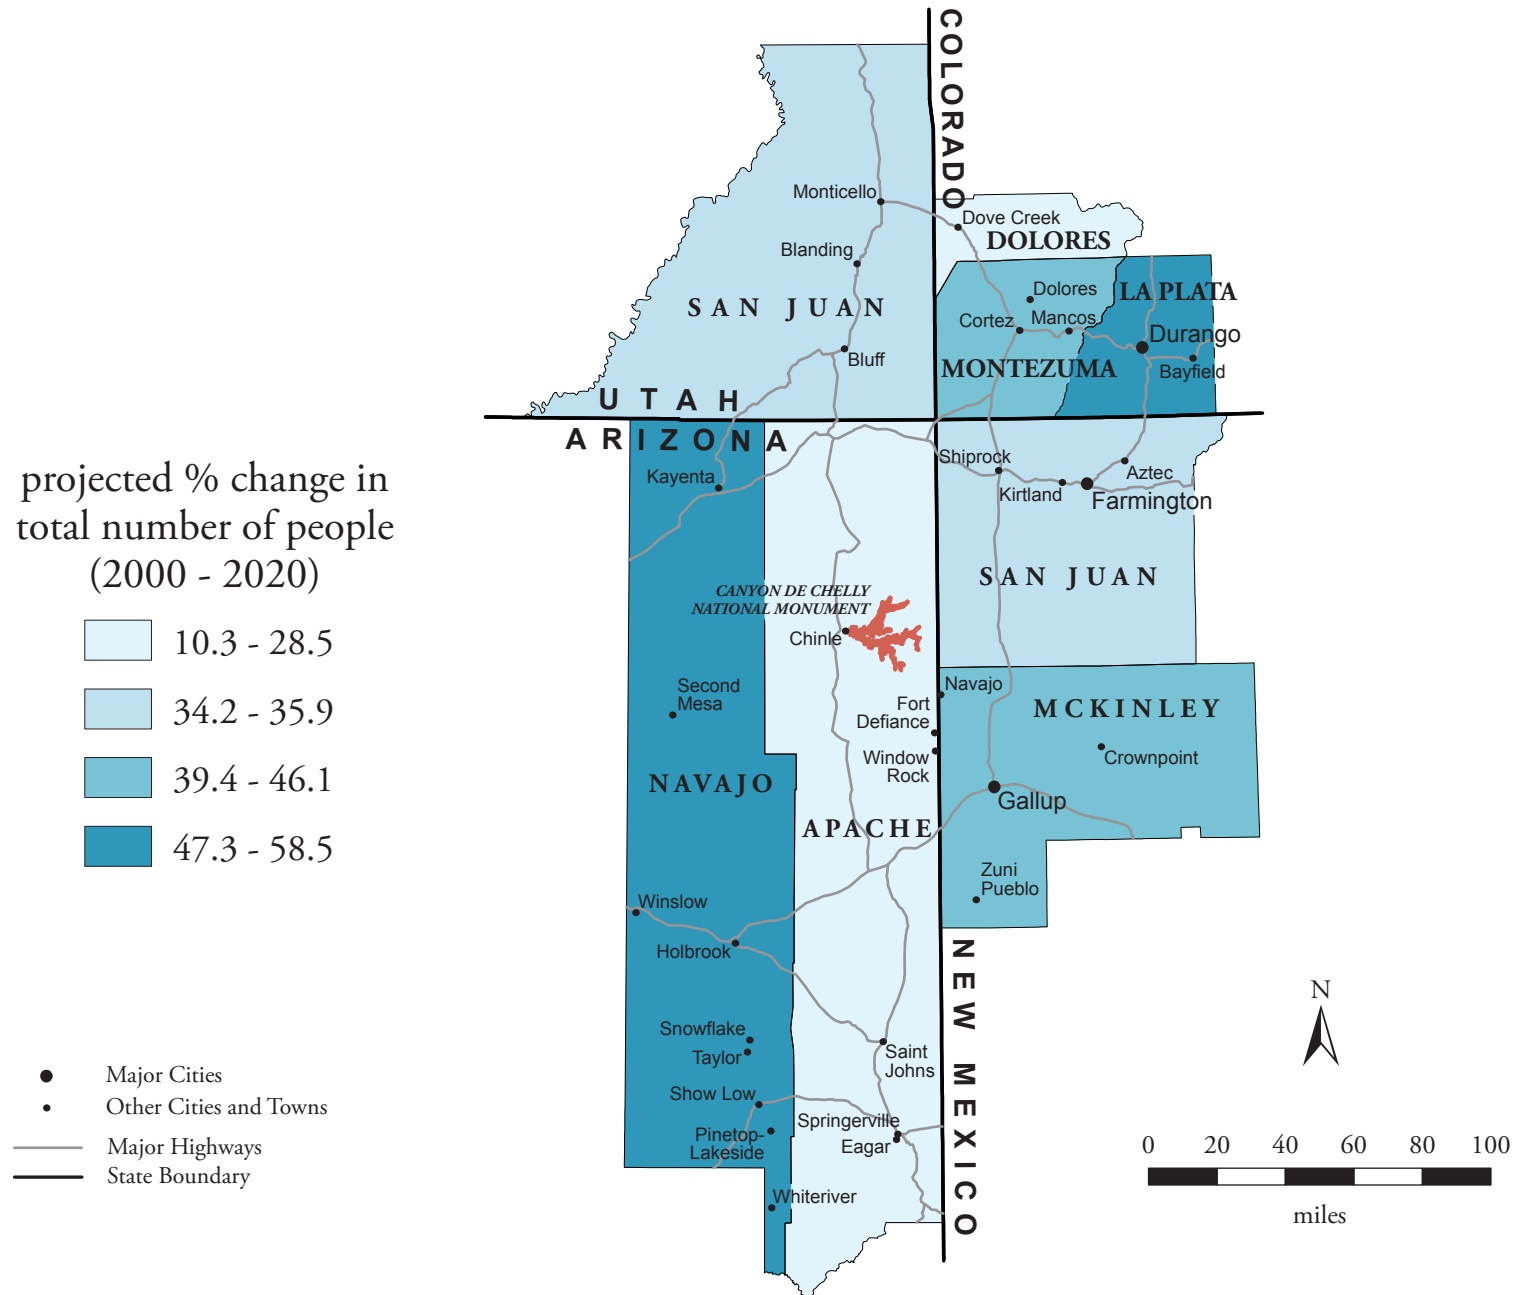 COLORADO
Monticello
Dove Creek
DOLORES
Blanding
Dolores
LA PLATA
SAN JUAN
Cortez
Mancos
Durango
Bluff
MONTEZUMA
Bayfield
UTAH
ARIZONA
Shiprock
Aztec
Kayenta
Kirtland
Farmington
projected % change in
total number of people
(2000 - 2020)
10.3 - 28.5
34.2 - 35.9
39.4 - 46.1
47.3 - 58.5
SAN JUAN
CANYON DE CHELLY
NATIONAL MONUMENT
Chinle
Second
Mesa
Navajo
Fort
Defiance
MCKINLEY
Window
Rock
Crownpoint
NAVAJO
Gallup
APACHE
Zuni
Pueblo
Winslow
Holbrook
NEW MEXICO
Snowflake
Taylor
Saint
Johns
Show Low
Springerville
Eagar
Pinetop-
Lakeside
Whiteriver
N
Major Cities
Other Cities and Towns
Major Highways
State Boundary
0 20 40 60 80 100
miles